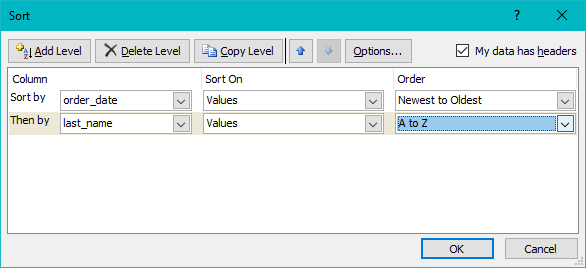 Sort ?
Add Level Delete Level Copy Level Options... My data has headers
Column Sort On Order
Sort by order_date Values Newest to Oldest
Then by last_name Values A to Z
OK Cancel